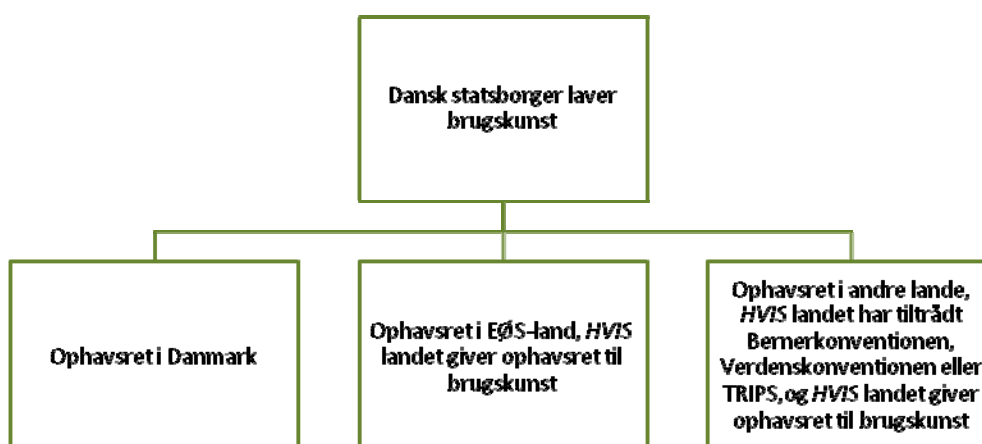 Dansk statsborger laver
brugskunst
Ophavsret i Danmark
Ophavsret i EØS-land, HVIS
landet giver ophavsret til
brugskunst
Ophavsret i andre lande,
HVIS landet har tiltrådt
Bernerkonventionen,
Verdenskonventionen eller
TRIPS, og HVIS landet giver
ophavsret til brugskunst